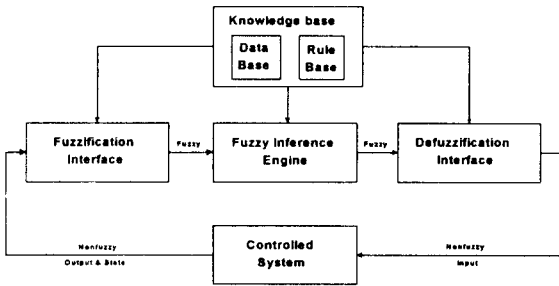 Knowledge base
Data
Base
Rule
Base
Fuzzification
Interface
Fuzzy
Fuzzy Inference
Engine
Fuzzy
Defuzzification
Interface
Nonfuzzy
Output & State
Controlled
System
Nonfuzzy
Input